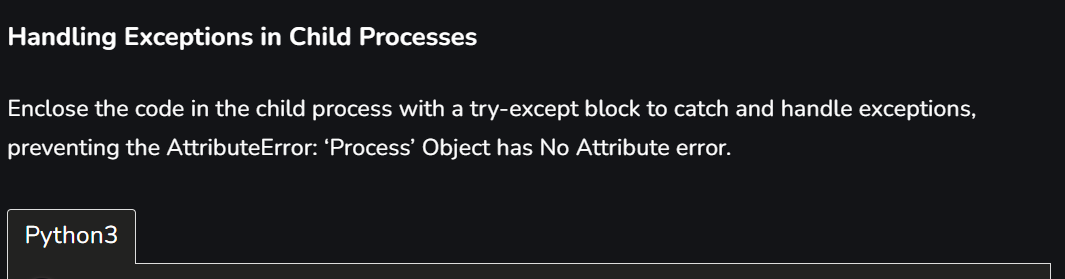 Handling Exceptions in Child Processes
Enclose the code in the child process with a try-except block to catch and handle exceptions,
preventing the AttributeError: ‘Process’ Object has No Attribute error.
Python3